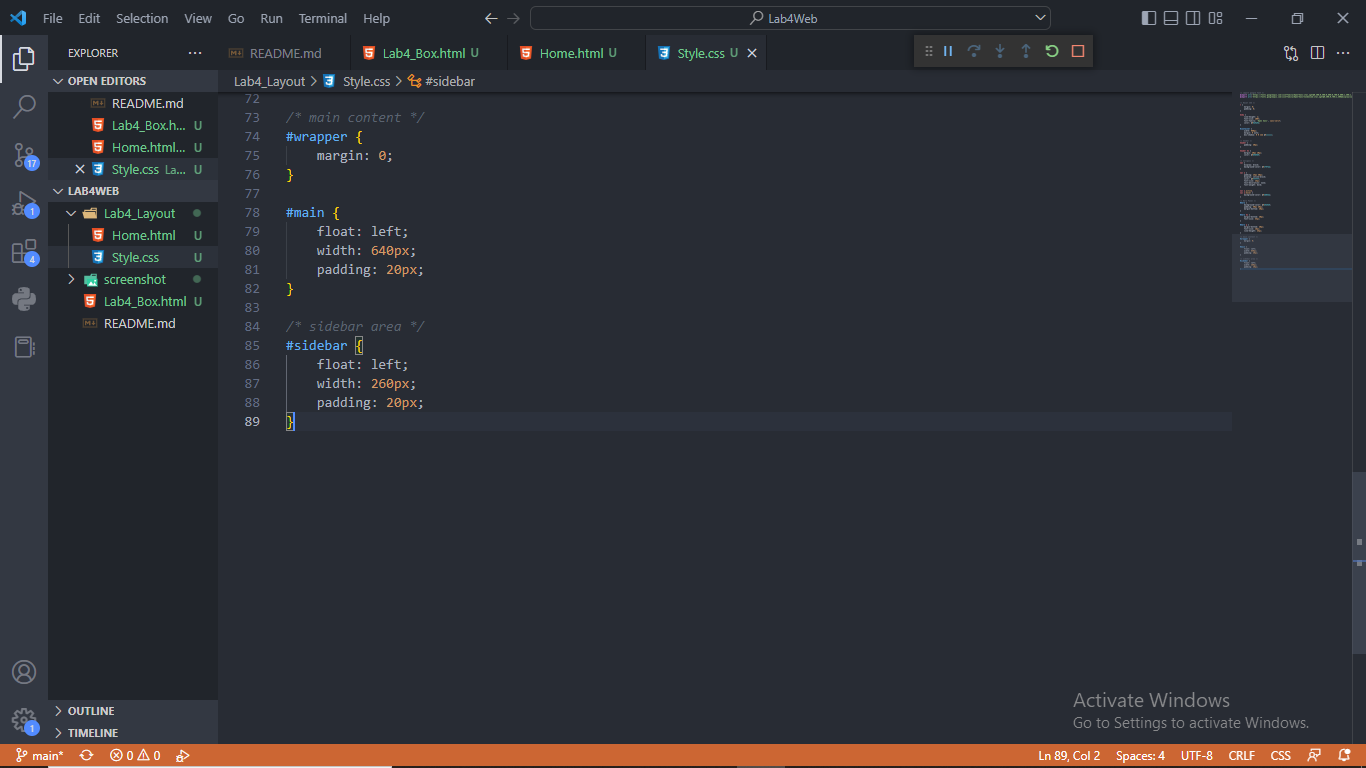 File Edit Selection View Go Run Terminal Help
Lab4Web
EXPLORER
README.md
Lab4_Box.html U
Home.html U
Style.css U
OPEN EDITORS
README.md
Lab4_Box.h... U
Home.html... U
Style.css La... U
LAB4WEB
Lab4_Layout
Home.html U
Style.css U
screenshot
Lab4_Box.html U
README.md
OUTLINE
TIMELINE
17
1
4
1
Lab4_Layout > Style.css > #sidebar
72
73 /* main content */
74 #wrapper {
75 margin: 0;
76 }
77
78 #main {
79 float: left;
80 width: 640px;
81 padding: 20px;
82 }
83
84 /* sidebar area */
85 #sidebar {
86 float: left;
87 width: 260px;
88 padding: 20px;
89 }
Activate Windows
Go to Settings to activate Windows.
main* 0 0 Ln 89, Col 2 Spaces: 4 UTF-8 CRLF CSS